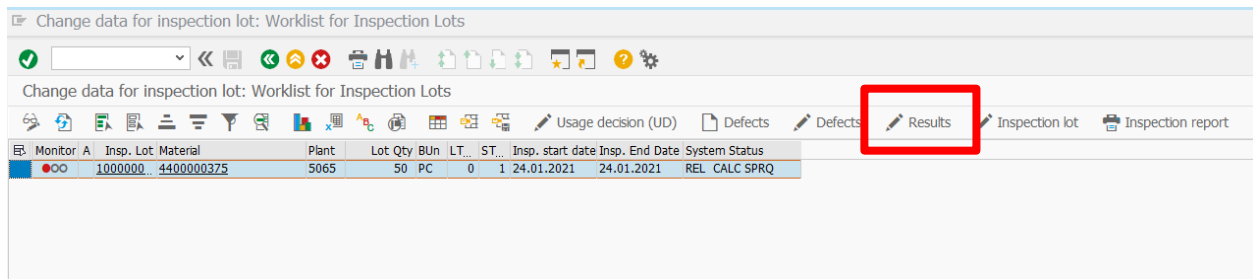 Change data for inspection lot: Worklist for Inspection Lots
Change data for inspection lot: Worklist for Inspection Lots
Usage decision (UD) Defects Defects Results Inspection lot Inspection report
Monitor A Insp. Lot Material Plant Lot Qty BUn LT... ST... Insp. start date Insp. End Date System Status
1000000... 4400000375 5065 50 PC 0 1 24.01.2021 24.01.2021 REL CALC SPRQ